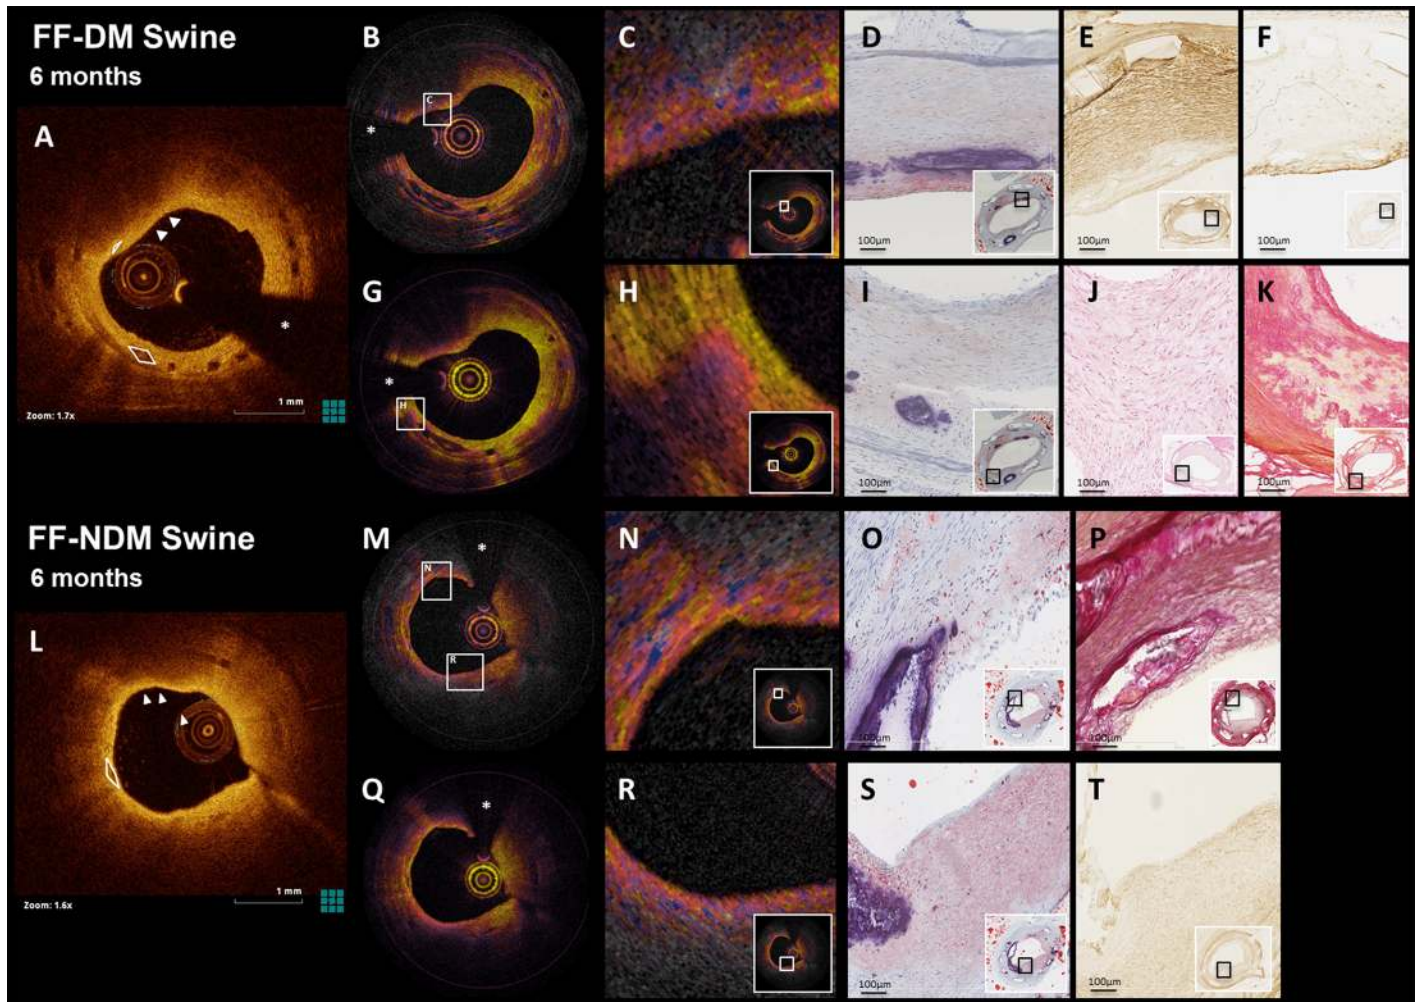 FF-DM Swine
6 months
A
*
Zoom: 1.7x
1 mm
B
C
*
C
D
100µm
E
100µm
F
100µm
G
*
H
H
I
100µm
J
100µm
K
100µm
FF-NDM Swine
6 months
L
Zoom: 1.6x
1 mm
M
*
N
R
N
O
100µm
P
100µm
Q
*
R
S
100µm
T
100µm